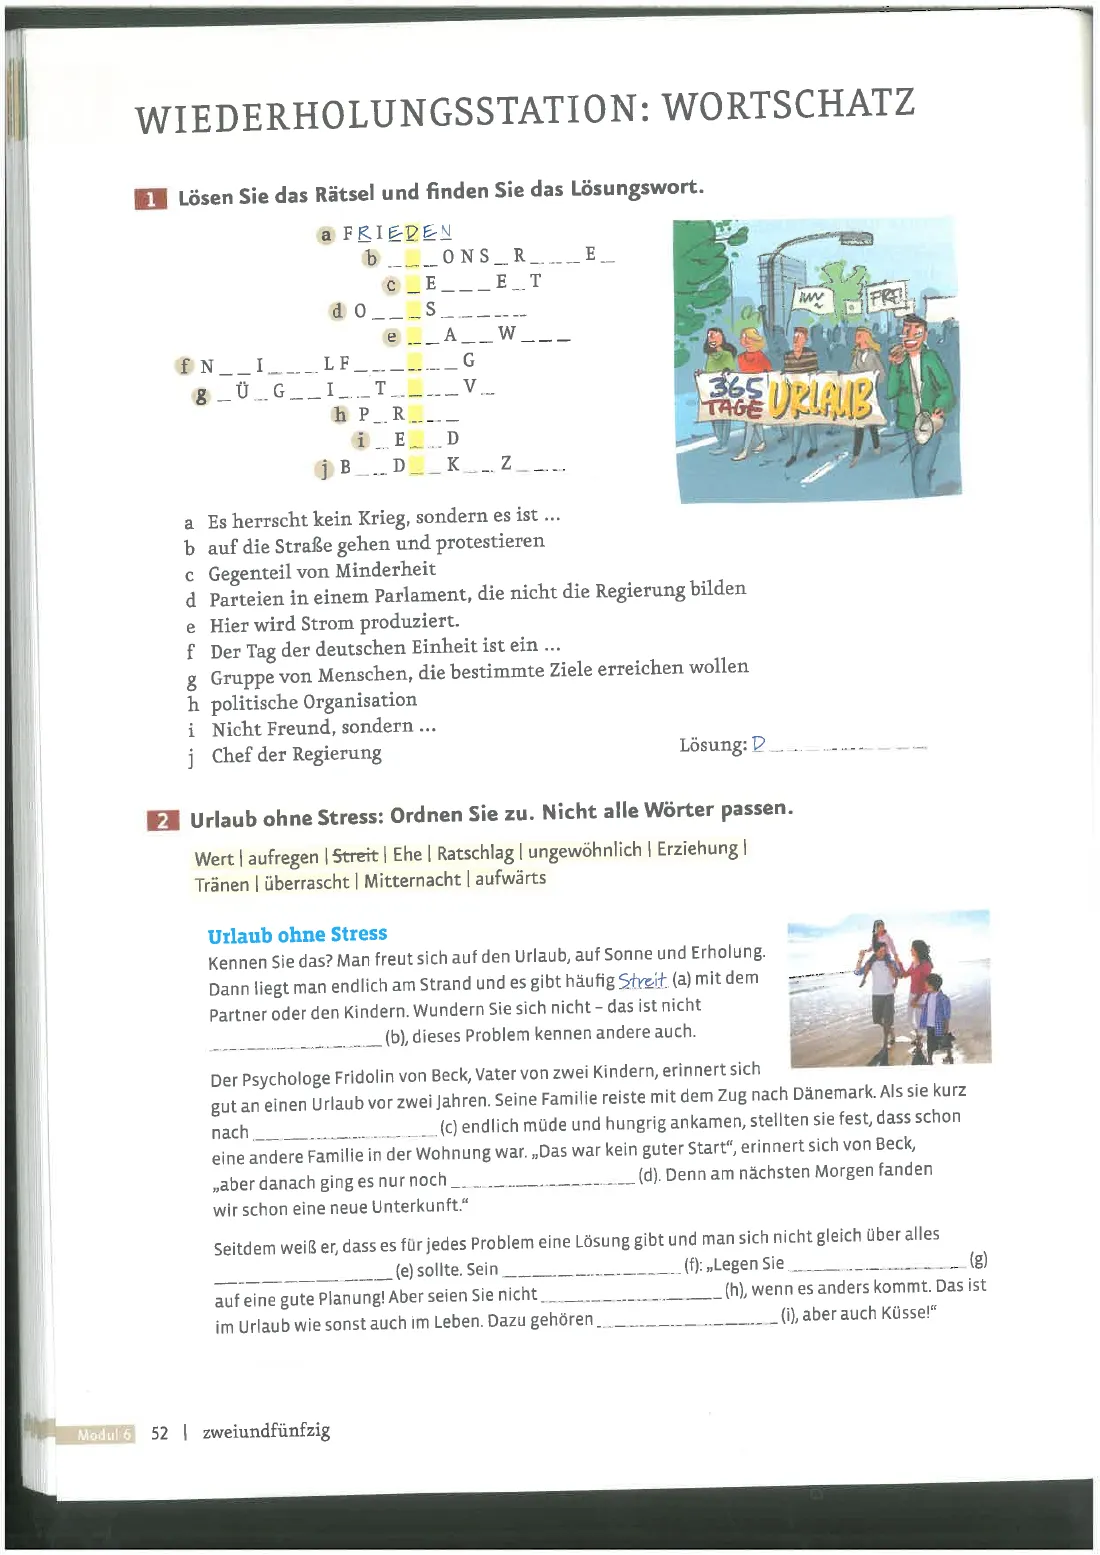 WIEDERHOLUNGSSTATION: WORTSCHATZ
1 Lösen Sie das Rätsel und finden Sie das Lösungswort.
a FRIEDEN
b _ _ _ O N S _ R _ _ _ _ E _
c _ E _ _ _ E _ T
d O _ _ _ S _ _ _ _ _ _
e _ _ A _ _ W _ _ _
f N _ _ I _ _ _ _ L F _ _ _ _ _ _ _ G
g _ Ü _ G _ _ I _ _ T _ _ _ _ V _
h P _ R _ _ _
i _ E _ _ D
j B _ _ D _ _ K _ _ Z _ _ _
365 TAGE URLAUB
FREI
a Es herrscht kein Krieg, sondern es ist ...
b auf die Straße gehen und protestieren
c Gegenteil von Minderheit
d Parteien in einem Parlament, die nicht die Regierung bilden
e Hier wird Strom produziert.
f Der Tag der deutschen Einheit ist ein ...
g Gruppe von Menschen, die bestimmte Ziele erreichen wollen
h politische Organisation
i Nicht Freund, sondern ...
j Chef der Regierung
Lösung: D _ _ _ _ _ _ _ _ _
2 Urlaub ohne Stress: Ordnen Sie zu. Nicht alle Wörter passen.
Wert | aufregen | Streit | Ehe | Ratschlag | ungewöhnlich | Erziehung |
Tränen | überrascht | Mitternacht | aufwärts
Urlaub ohne Stress
Kennen Sie das? Man freut sich auf den Urlaub, auf Sonne und Erholung.
Dann liegt man endlich am Strand und es gibt häufig Streit (a) mit dem
Partner oder den Kindern. Wundern Sie sich nicht – das ist nicht
_______________ (b), dieses Problem kennen andere auch.
Der Psychologe Fridolin von Beck, Vater von zwei Kindern, erinnert sich
gut an einen Urlaub vor zwei Jahren. Seine Familie reiste mit dem Zug nach Dänemark. Als sie kurz
nach _______________ (c) endlich müde und hungrig ankamen, stellten sie fest, dass schon
eine andere Familie in der Wohnung war. „Das war kein guter Start“, erinnert sich von Beck,
„aber danach ging es nur noch _______________ (d). Denn am nächsten Morgen fanden
wir schon eine neue Unterkunft.“
Seitdem weiß er, dass es für jedes Problem eine Lösung gibt und man sich nicht gleich über alles
_______________ (e) sollte. Sein _______________ (f): „Legen Sie _______________ (g)
auf eine gute Planung! Aber seien Sie nicht _______________ (h), wenn es anders kommt. Das ist
im Urlaub wie sonst auch im Leben. Dazu gehören _______________ (i), aber auch Küsse!“
Modul 6 52 | zweiundfünfzig